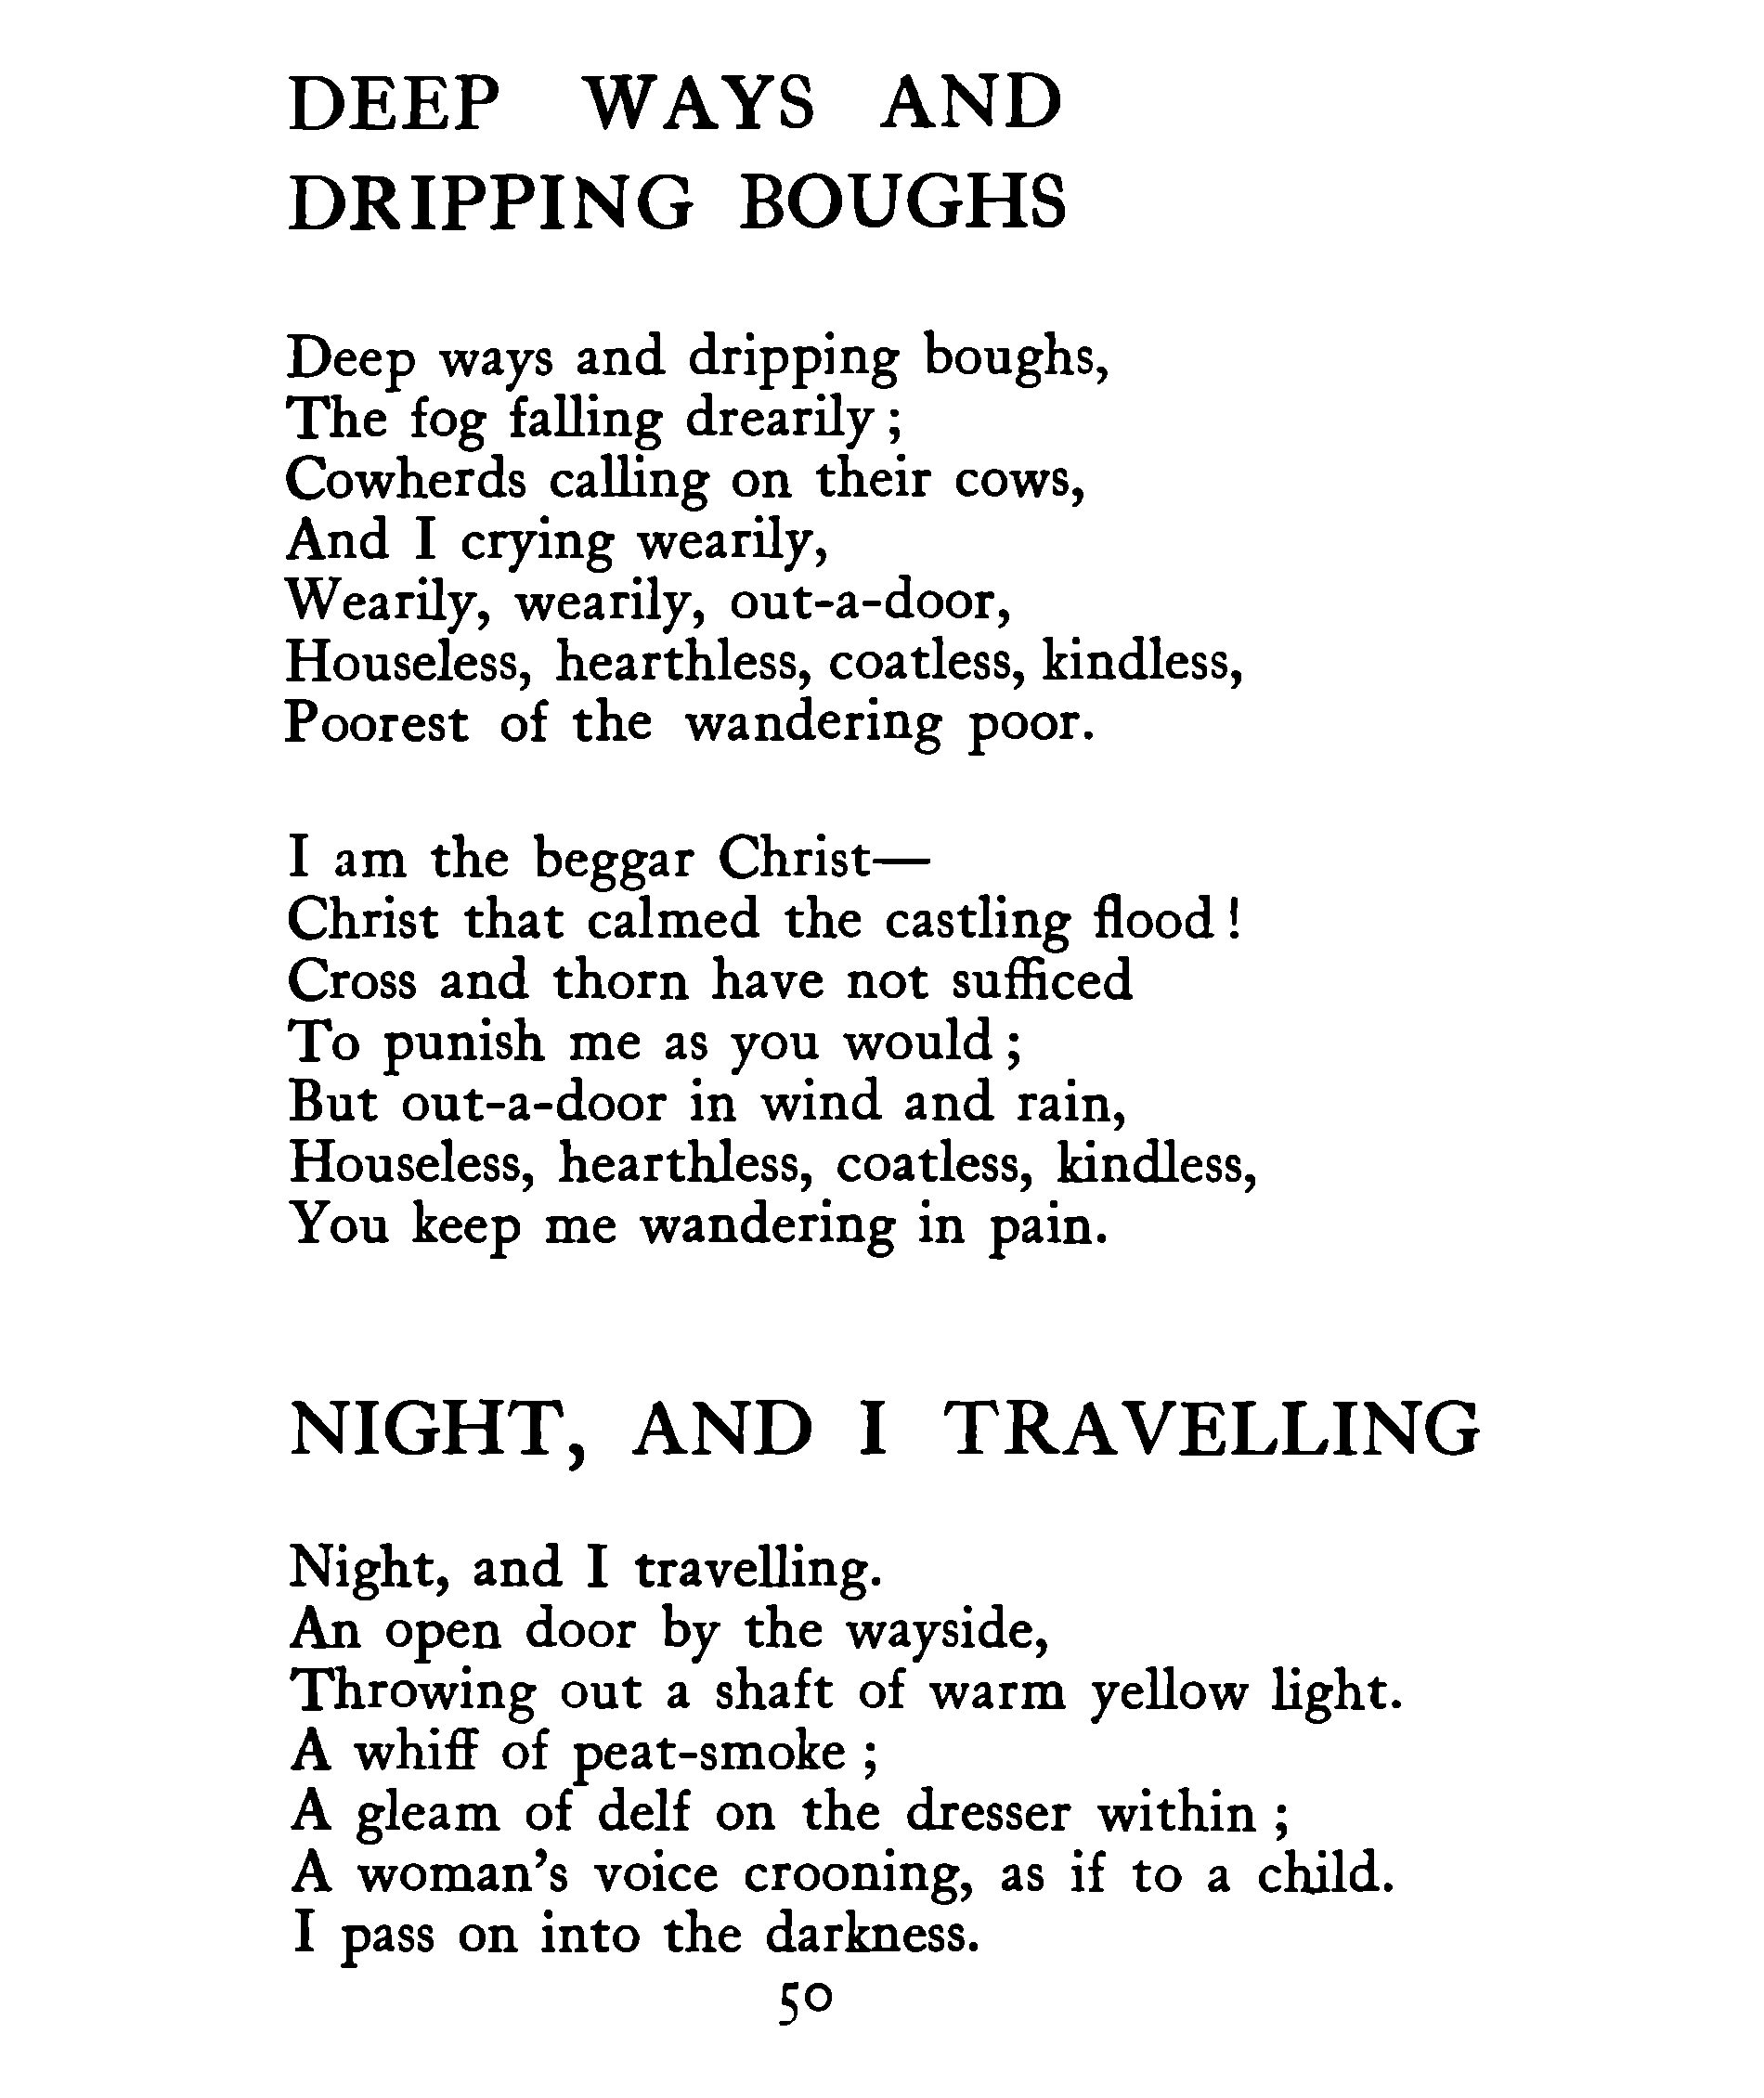 DEEP WAYS AND
DRIPPING BOUGHS
Deep ways and dripping boughs,
The fog falling drearily ;
Cowherds calling on their cows,
And I crying wearily,
Wearily, wearily, out-a-door,
Houseless, hearthless, coatless, kindless,
Poorest of the wandering poor.
I am the beggar Christ—
Christ that calmed the castling flood !
Cross and thorn have not sufficed
To punish me as you would ;
But out-a-door in wind and rain,
Houseless, hearthless, coatless, kindless,
You keep me wandering in pain.
NIGHT, AND I TRAVELLING
Night, and I travelling.
An open door by the wayside,
Throwing out a shaft of warm yellow light.
A whiff of peat-smoke ;
A gleam of delf on the dresser within ;
A woman's voice crooning, as if to a child.
I pass on into the darkness.
50